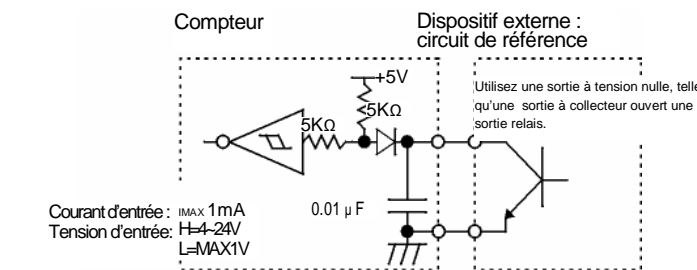 Compteur
Dispositif externe :
circuit de référence
+5V
Utilisez une sortie à tension nulle, telle
qu'une sortie à collecteur ouvert une
sortie relais.
5KΩ
5KΩ
Courant d'entrée : IMAX 1mA
0.01 µ F
Tension d'entrée: H=4~24V
L=MAX1V